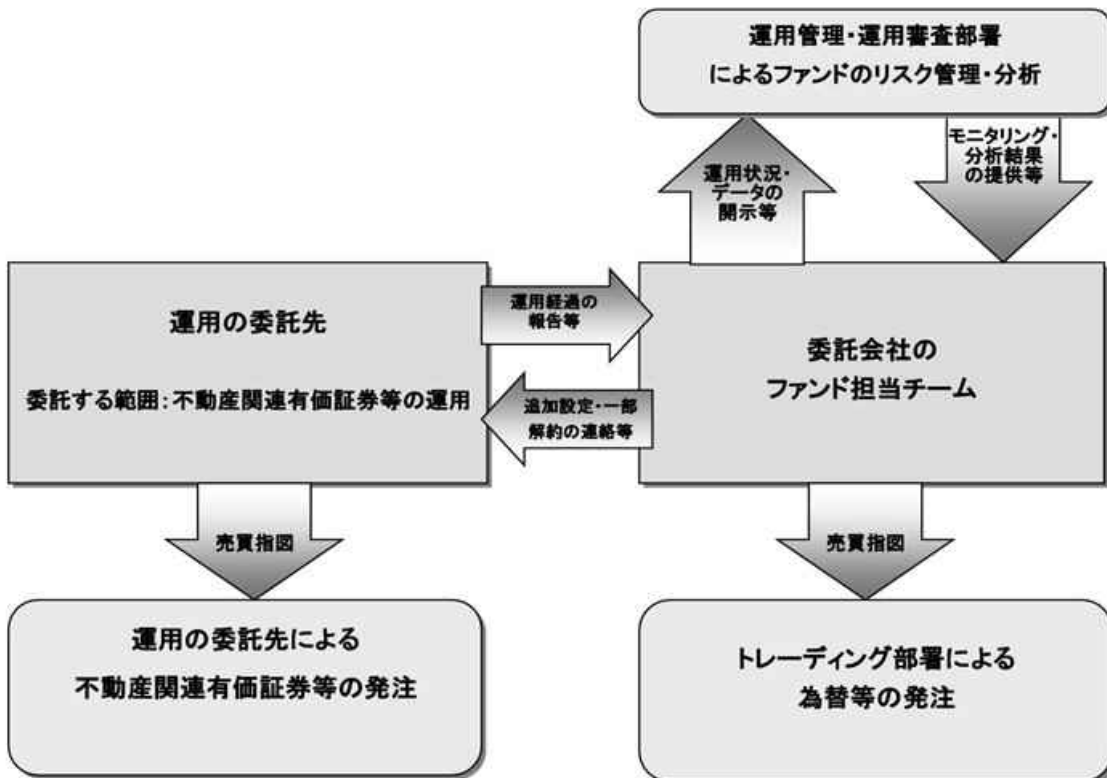 運用管理・運用審査部署
によるファンドのリスク管理・分析
運用状況・
データの
開示等
モニタリング・
分析結果
の提供等
運用の委託先
委託する範囲：不動産関連有価証券等の運用
運用経過の
報告等
追加設定・一部
解約の連絡等
委託会社の
ファンド担当チーム
売買指図
売買指図
運用の委託先による
不動産関連有価証券等の発注
トレーディング部署による
為替等の発注